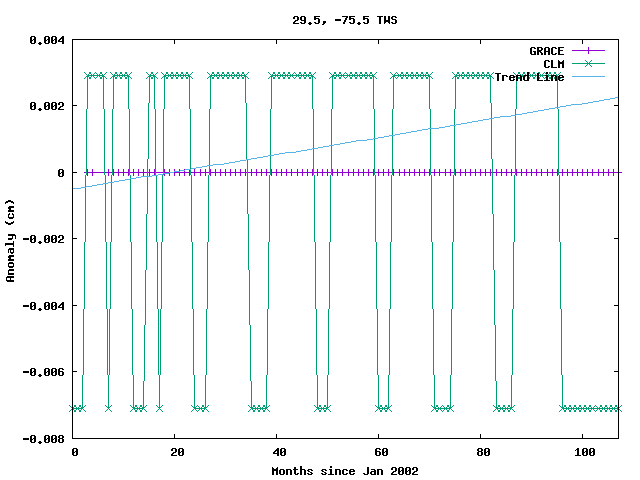 29.5, -75.5 TWS
0.004
GRACE
CLM
Trend Line
0.002
0
-0.002
Anomaly (cm)
-0.004
-0.006
-0.008
0 20 40 60 80 100
Months since Jan 2002